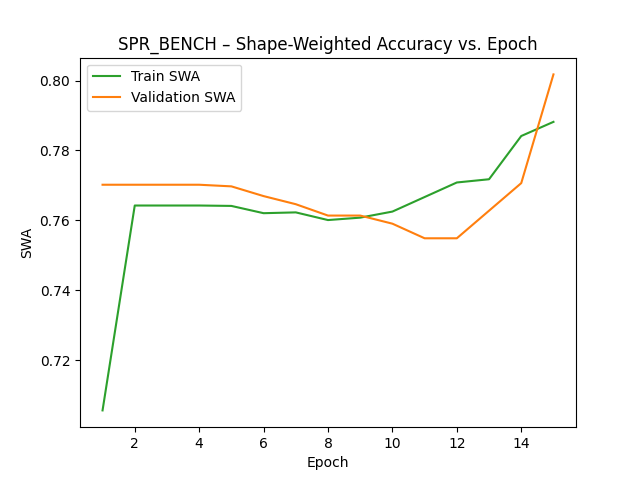 SPR_BENCH – Shape-Weighted Accuracy vs. Epoch
Train SWA
Validation SWA
0.80
0.78
0.76
0.74
0.72
SWA
2 4 6 8 10 12 14
Epoch